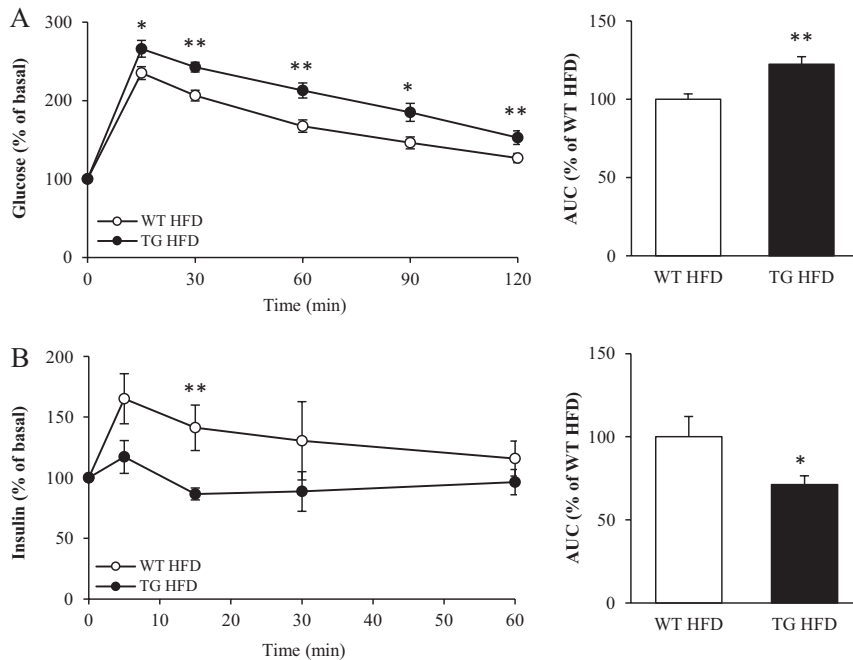 A
Glucose (% of basal)
300
200
100
0
*
**
**
*
**
WT HFD
TG HFD
0
30
60
90
120
Time (min)
AUC (% of WT HFD)
150
100
50
0
**
WT HFD
TG HFD
B
Insulin (% of basal)
200
150
100
50
0
**
WT HFD
TG HFD
0
10
20
30
40
50
60
Time (min)
AUC (% of WT HFD)
150
100
50
0
*
WT HFD
TG HFD